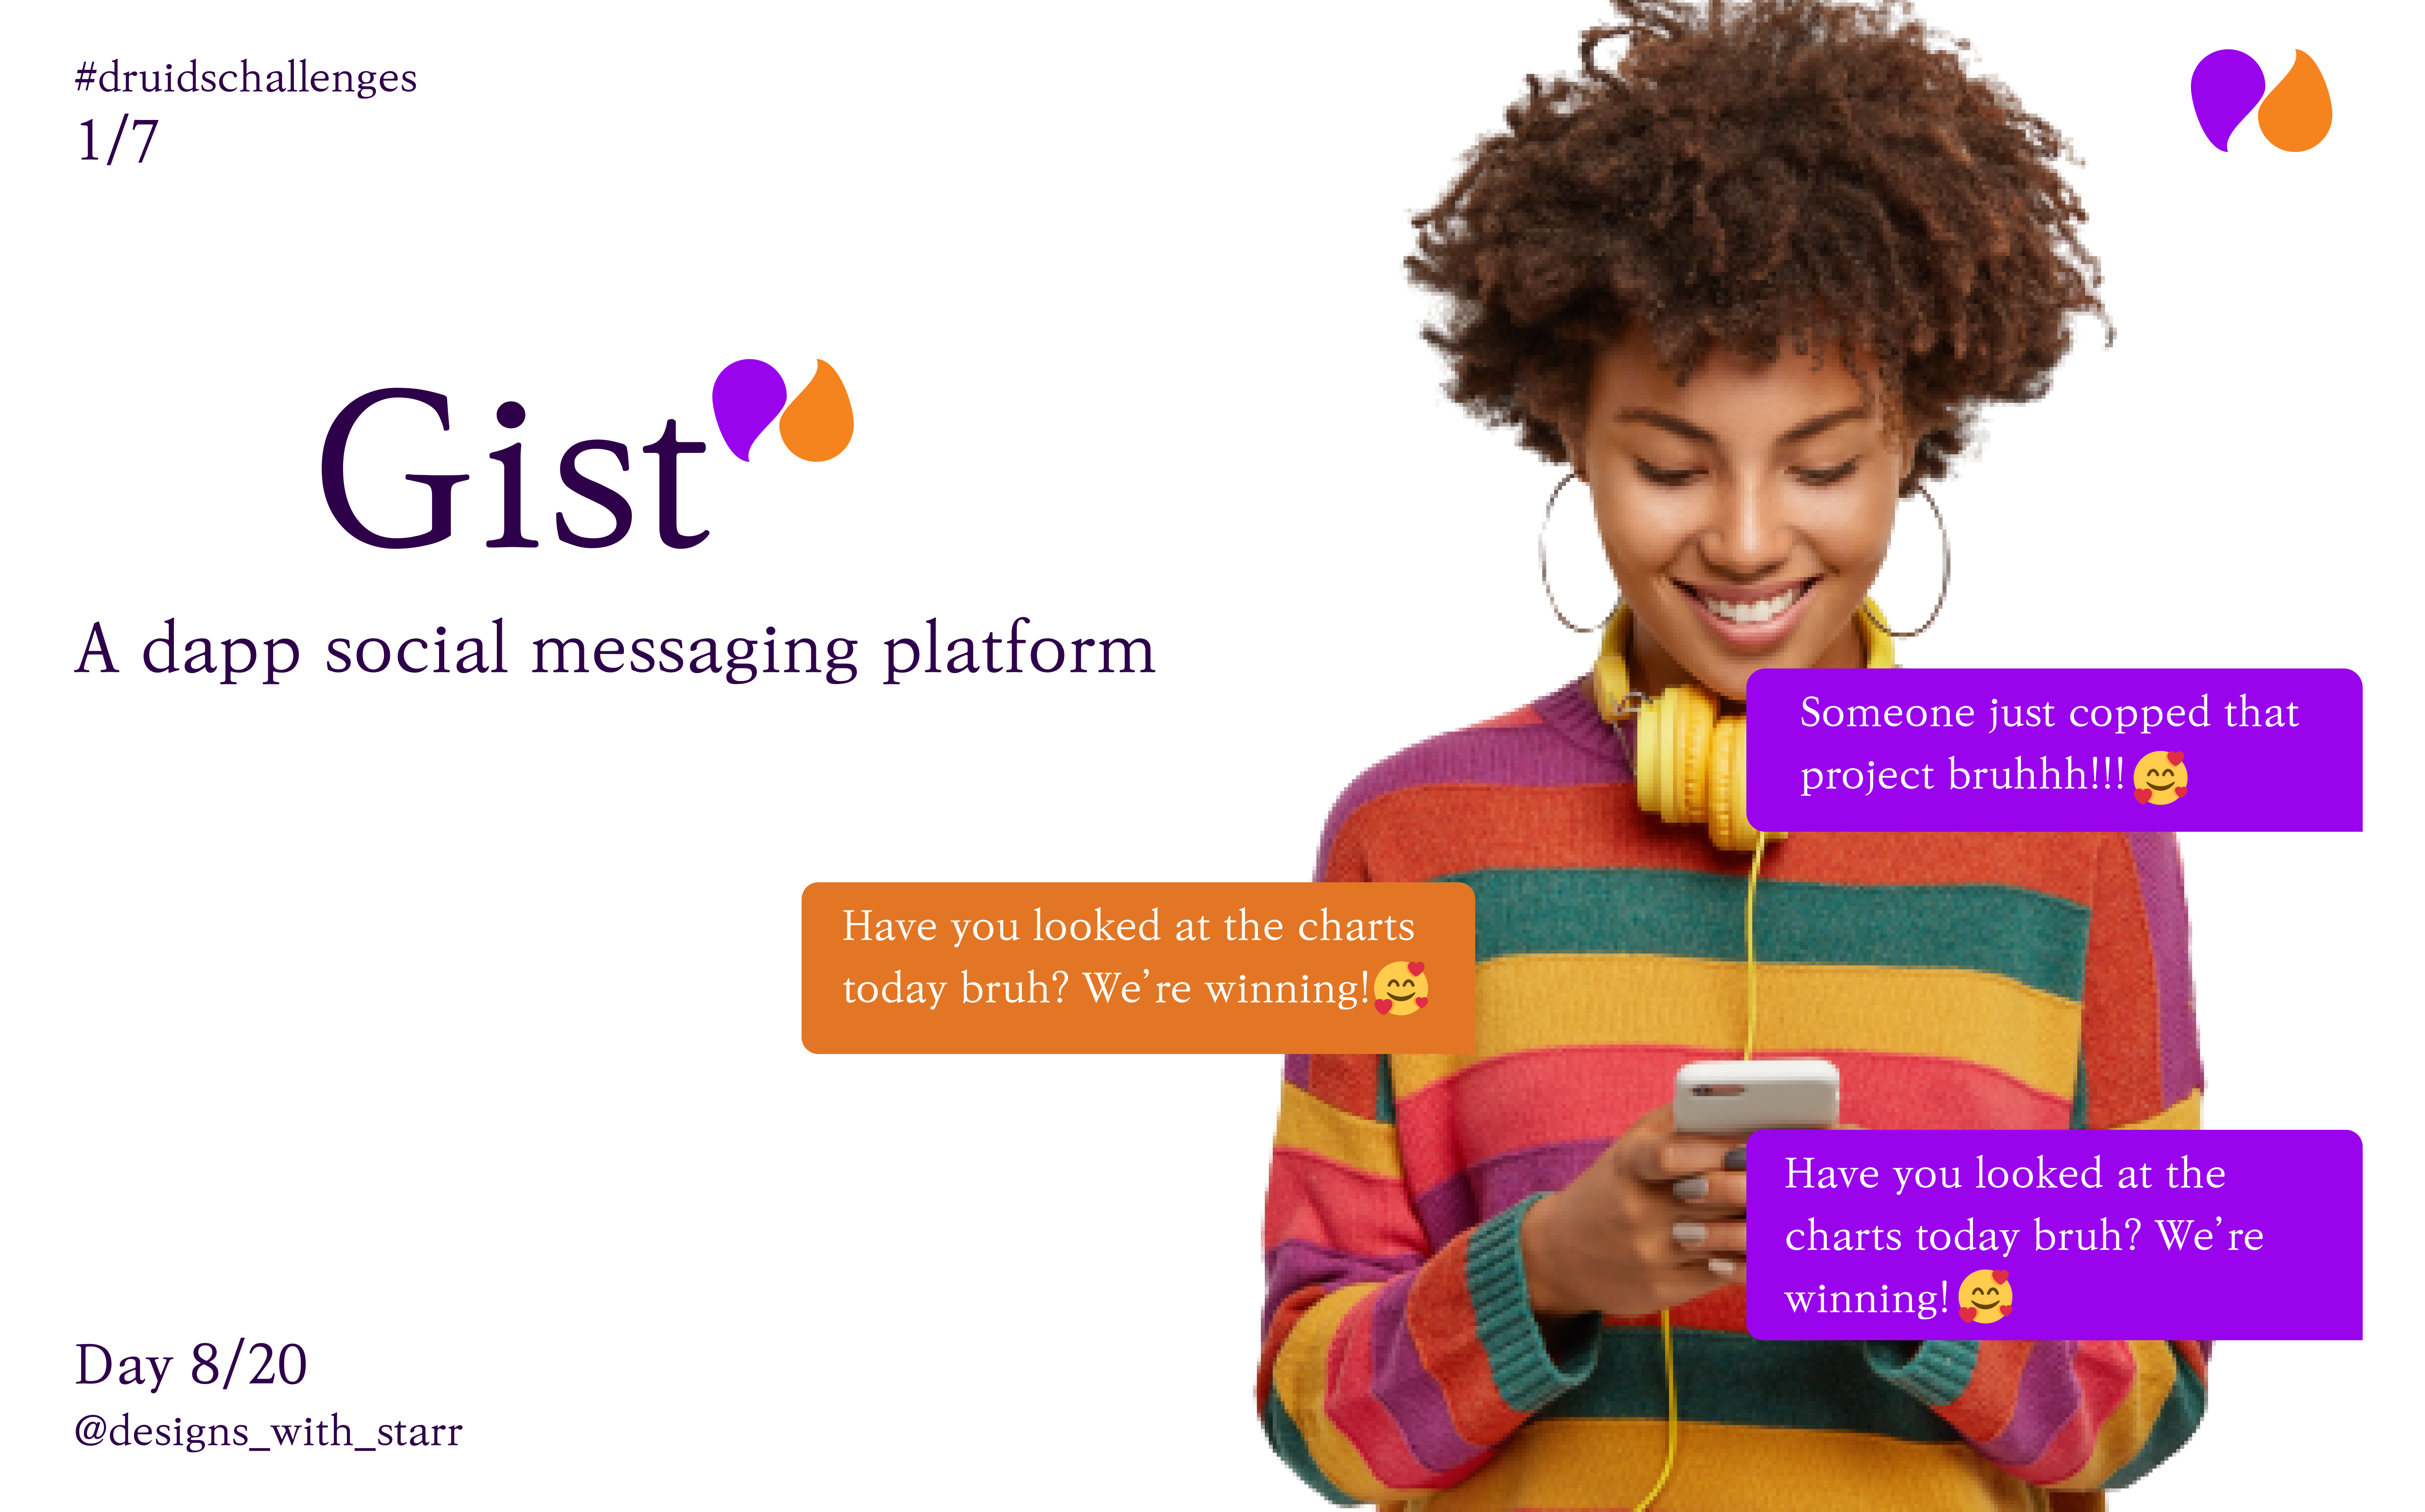 #druidschallenges
1/7
Gist
A dapp social messaging platform
Someone just copped that
project bruhhh!!!🥰
Have you looked at the charts
today bruh? We’re winning!🥰
Have you looked at the
charts today bruh? We’re
winning!🥰
Day 8/20
@designs_with_starr